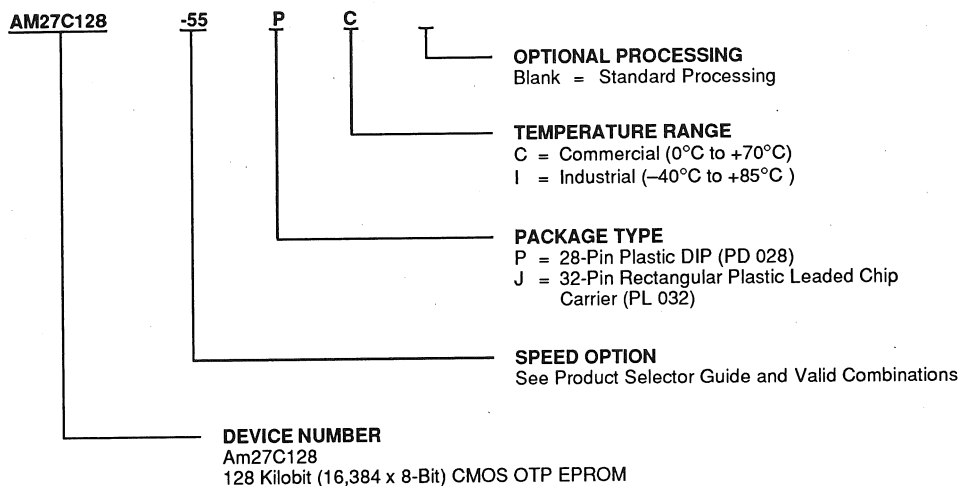 AM27C128 -55 P C
OPTIONAL PROCESSING
Blank = Standard Processing
TEMPERATURE RANGE
C = Commercial (0°C to +70°C)
I = Industrial (–40°C to +85°C )
PACKAGE TYPE
P = 28-Pin Plastic DIP (PD 028)
J = 32-Pin Rectangular Plastic Leaded Chip
Carrier (PL 032)
SPEED OPTION
See Product Selector Guide and Valid Combinations
DEVICE NUMBER
Am27C128
128 Kilobit (16,384 x 8-Bit) CMOS OTP EPROM